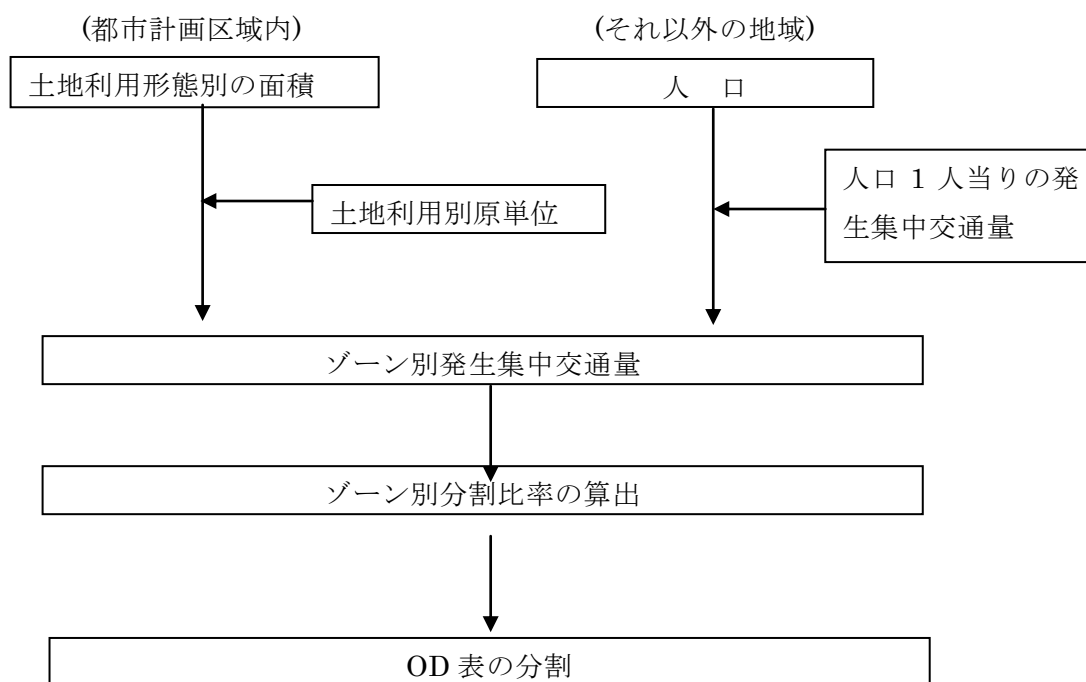 (都市計画区域内)
(それ以外の地域)
土地利用形態別の面積
人　口
人口 1 人当りの発
生集中交通量
土地利用別原単位
ゾーン別発生集中交通量
ゾーン別分割比率の算出
OD 表の分割